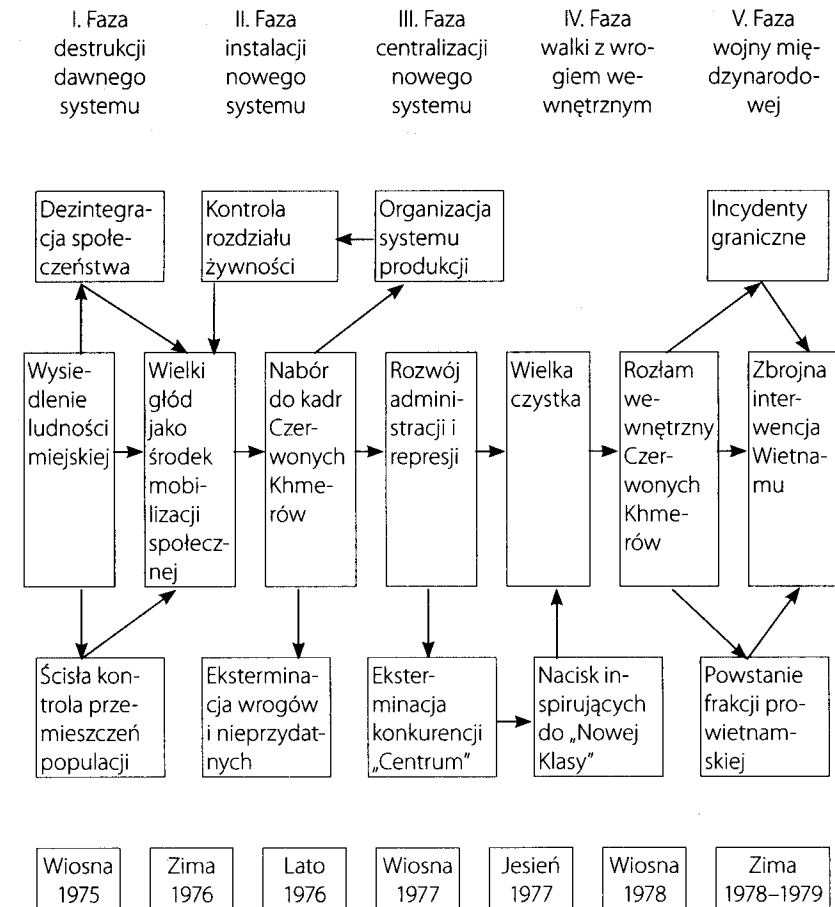 I. Faza
destrukcji
dawnego
systemu
II. Faza
instalacji
nowego
systemu
III. Faza
centralizacji
nowego
systemu
IV. Faza
walki z wro-
giem we-
wnętrznym
V. Faza
wojny mię-
dzynarodo-
wej
Dezintegra-
cja społe-
czeństwa
Kontrola
rozdziału
żywności
Organizacja
systemu
produkcji
Incydenty
graniczne
Wysie-
dlenie
ludności
miejskiej
Wielki
głód
jako
środek
mobi-
lizacji
społecz-
nej
Nabór
do kadr
Czer-
wonych
Khme-
rów
Rozwój
admini-
stracji i
represji
Wielka
czystka
Rozłam
we-
wnętrzny
Czer-
wonych
Khme-
rów
Zbrojna
inter-
wencja
Wietna-
mu
Ścisła kon-
trola prze-
mieszczeń
populacji
Ekstermina-
cja wrogów
i nieprzydat-
nych
Ekster-
minacja
konkurencji
„Centrum”
Nacisk in-
spirujących
do „Nowej
Klasy”
Powstanie
frakcji pro-
wietnam-
skiej
Wiosna
1975
Zima
1976
Lato
1976
Wiosna
1977
Jesień
1977
Wiosna
1978
Zima
1978–1979